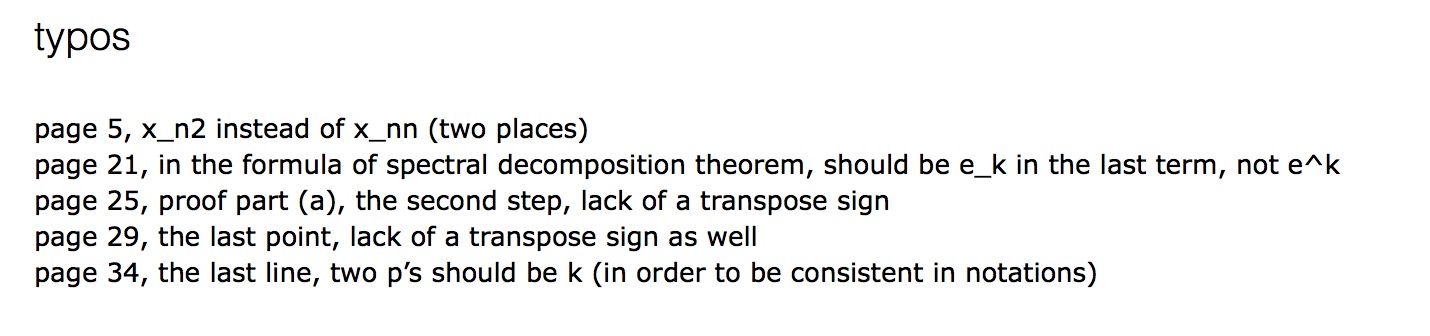 typos
page 5, x_n2 instead of x_nn (two places)
page 21, in the formula of spectral decomposition theorem, should be e_k in the last term, not e^k
page 25, proof part (a), the second step, lack of a transpose sign
page 29, the last point, lack of a transpose sign as well
page 34, the last line, two p’s should be k (in order to be consistent in notations)